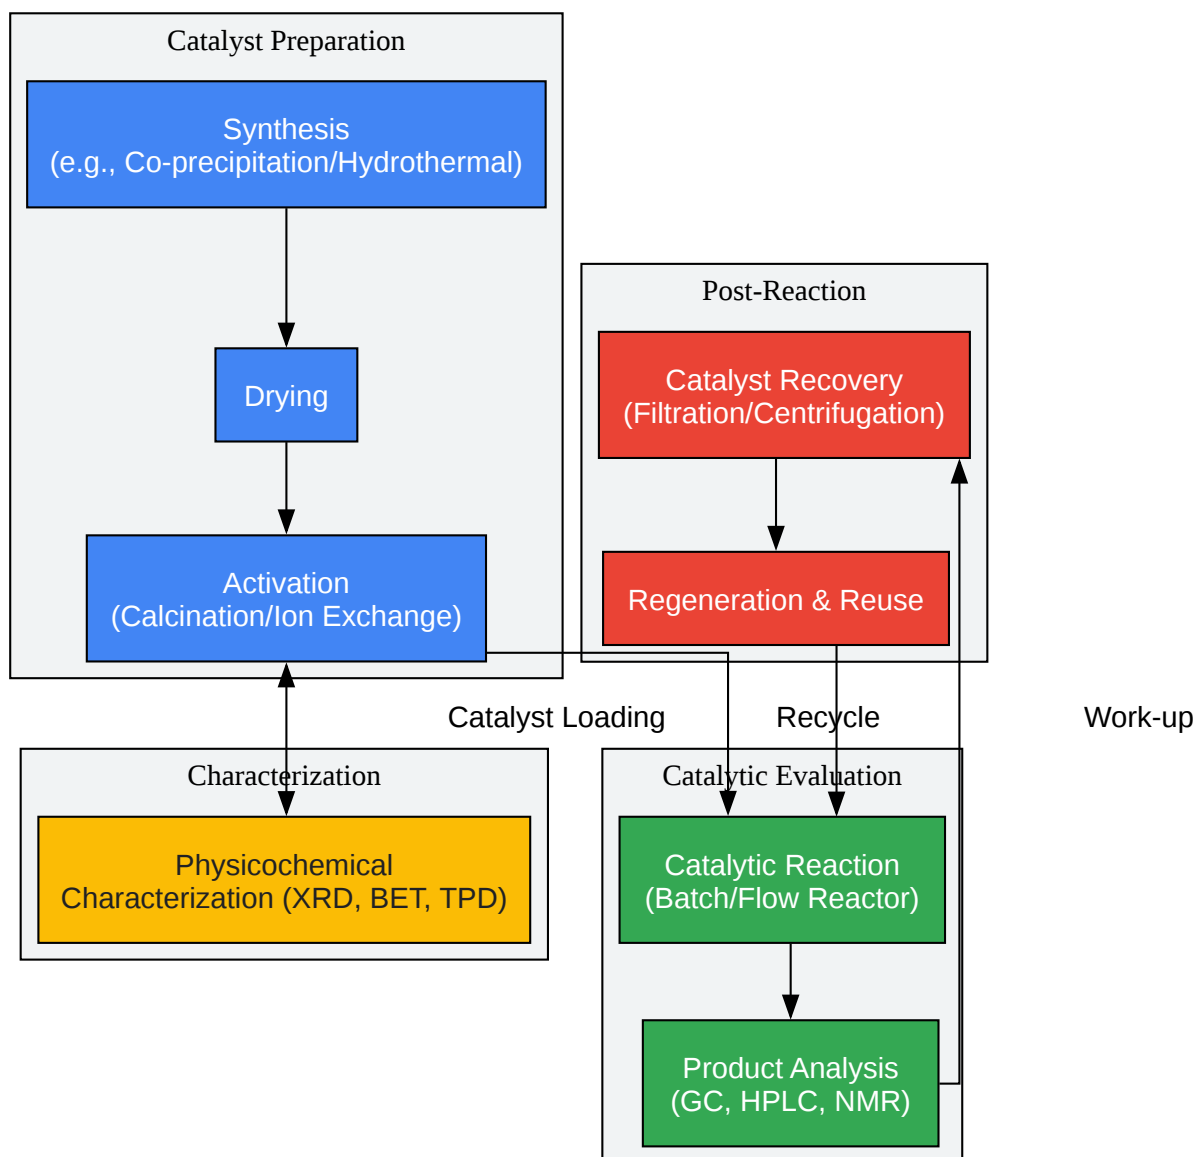 Catalyst Preparation
Synthesis
(e.g., Co-precipitation/Hydrothermal)
Drying
Activation
(Calcination/Ion Exchange)
Post-Reaction
Catalyst Recovery
(Filtration/Centrifugation)
Regeneration & Reuse
Catalyst Loading
Recycle
Work-up
Characterization
Physicochemical
Characterization (XRD, BET, TPD)
Catalytic Evaluation
Catalytic Reaction
(Batch/Flow Reactor)
Product Analysis
(GC, HPLC, NMR)